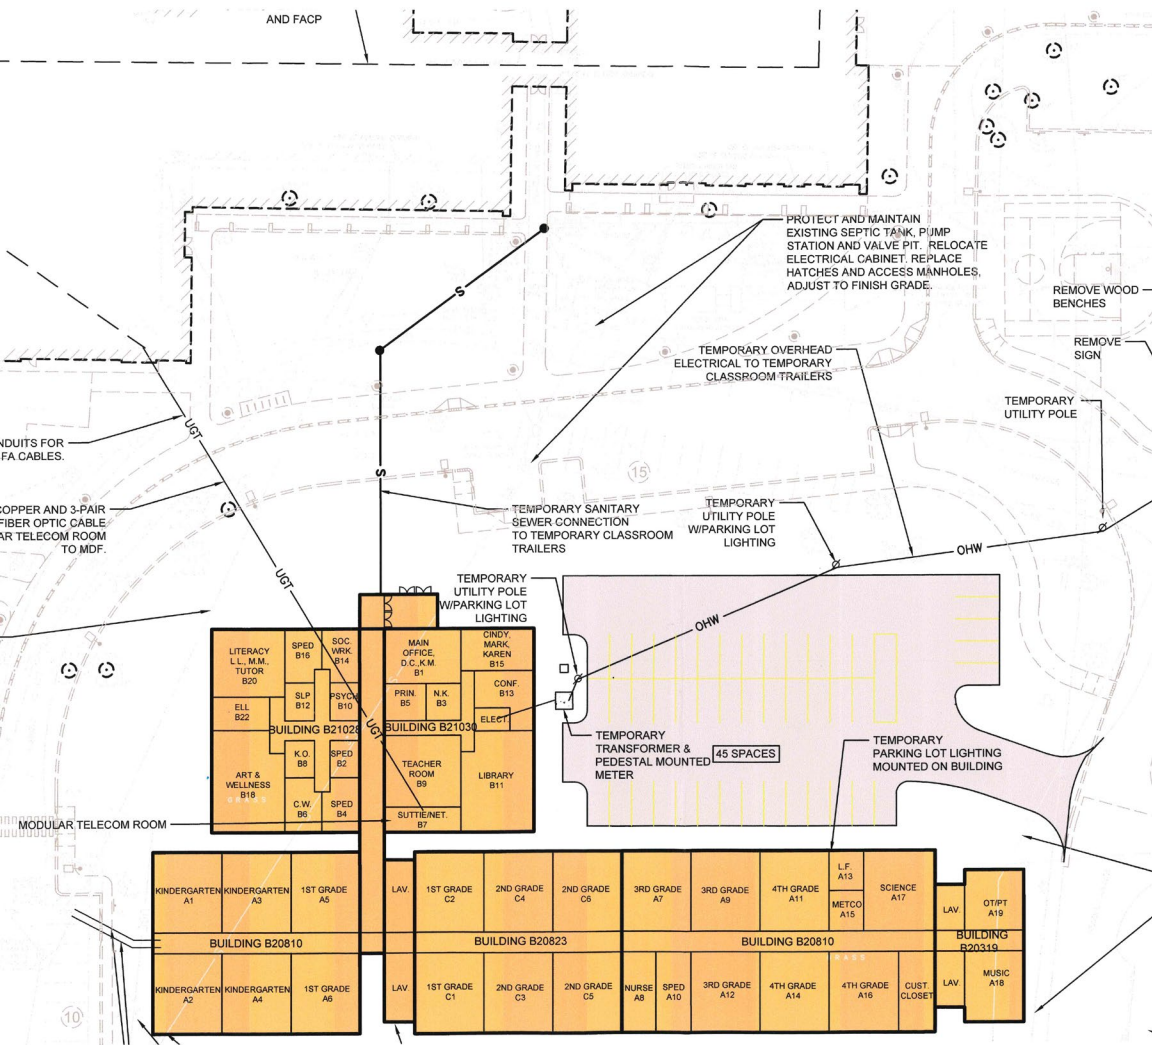 AND FACP
PROTECT AND MAINTAIN
EXISTING SEPTIC TANK, PUMP
STATION AND VALVE PIT. RELOCATE
ELECTRICAL CABINET. REPLACE
HATCHES AND ACCESS MANHOLES,
ADJUST TO FINISH GRADE.
REMOVE WOOD
BENCHES
REMOVE
SIGN
TEMPORARY OVERHEAD
ELECTRICAL TO TEMPORARY
CLASSROOM TRAILERS
TEMPORARY
UTILITY POLE
S
S
UGT
UGT
UGT
NDUITS FOR
FA CABLES.
COPPER AND 3-PAIR
FIBER OPTIC CABLE
AR TELECOM ROOM
TO MDF.
15
TEMPORARY SANITARY
SEWER CONNECTION
TO TEMPORARY CLASSROOM
TRAILERS
TEMPORARY
UTILITY POLE
W/PARKING LOT
LIGHTING
OHW
OHW
TEMPORARY
UTILITY POLE
W/PARKING LOT
LIGHTING
LITERACY
L.L., M.M.,
TUTOR
B20
SPED
B16
SOC.
WRK.
B14
MAIN
OFFICE,
D.C.,K.M.
B1
CINDY,
MARK,
KAREN
B15
SLP
B12
PSYCH
B10
PRIN.
B5
N.K.
B3
CONF.
B13
ELL
B22
ELECT.
BUILDING B21028
BUILDING B21030
K.O.
B8
SPED
B2
ART &
WELLNESS
B18
TEACHER
ROOM
B9
LIBRARY
B11
C.W.
B6
SPED
B4
SUTTIE/NET.
B7
MODULAR TELECOM ROOM
TEMPORARY
TRANSFORMER &
PEDESTAL MOUNTED
METER
45 SPACES
TEMPORARY
PARKING LOT LIGHTING
MOUNTED ON BUILDING
KINDERGARTEN
A1
KINDERGARTEN
A3
1ST GRADE
A5
LAV.
1ST GRADE
C2
2ND GRADE
C4
2ND GRADE
C6
3RD GRADE
A7
3RD GRADE
A9
4TH GRADE
A11
L.F.
A13
METCO
A15
SCIENCE
A17
LAV.
OT/PT
A19
BUILDING B20810
BUILDING B20823
BUILDING B20810
BUILDING
B20319
GRASS
GRASS
KINDERGARTEN
A2
KINDERGARTEN
A4
1ST GRADE
A6
LAV.
1ST GRADE
C1
2ND GRADE
C3
2ND GRADE
C5
NURSE
A8
SPED
A10
3RD GRADE
A12
4TH GRADE
A14
4TH GRADE
A16
CUST.
CLOSET
LAV.
MUSIC
A18
10